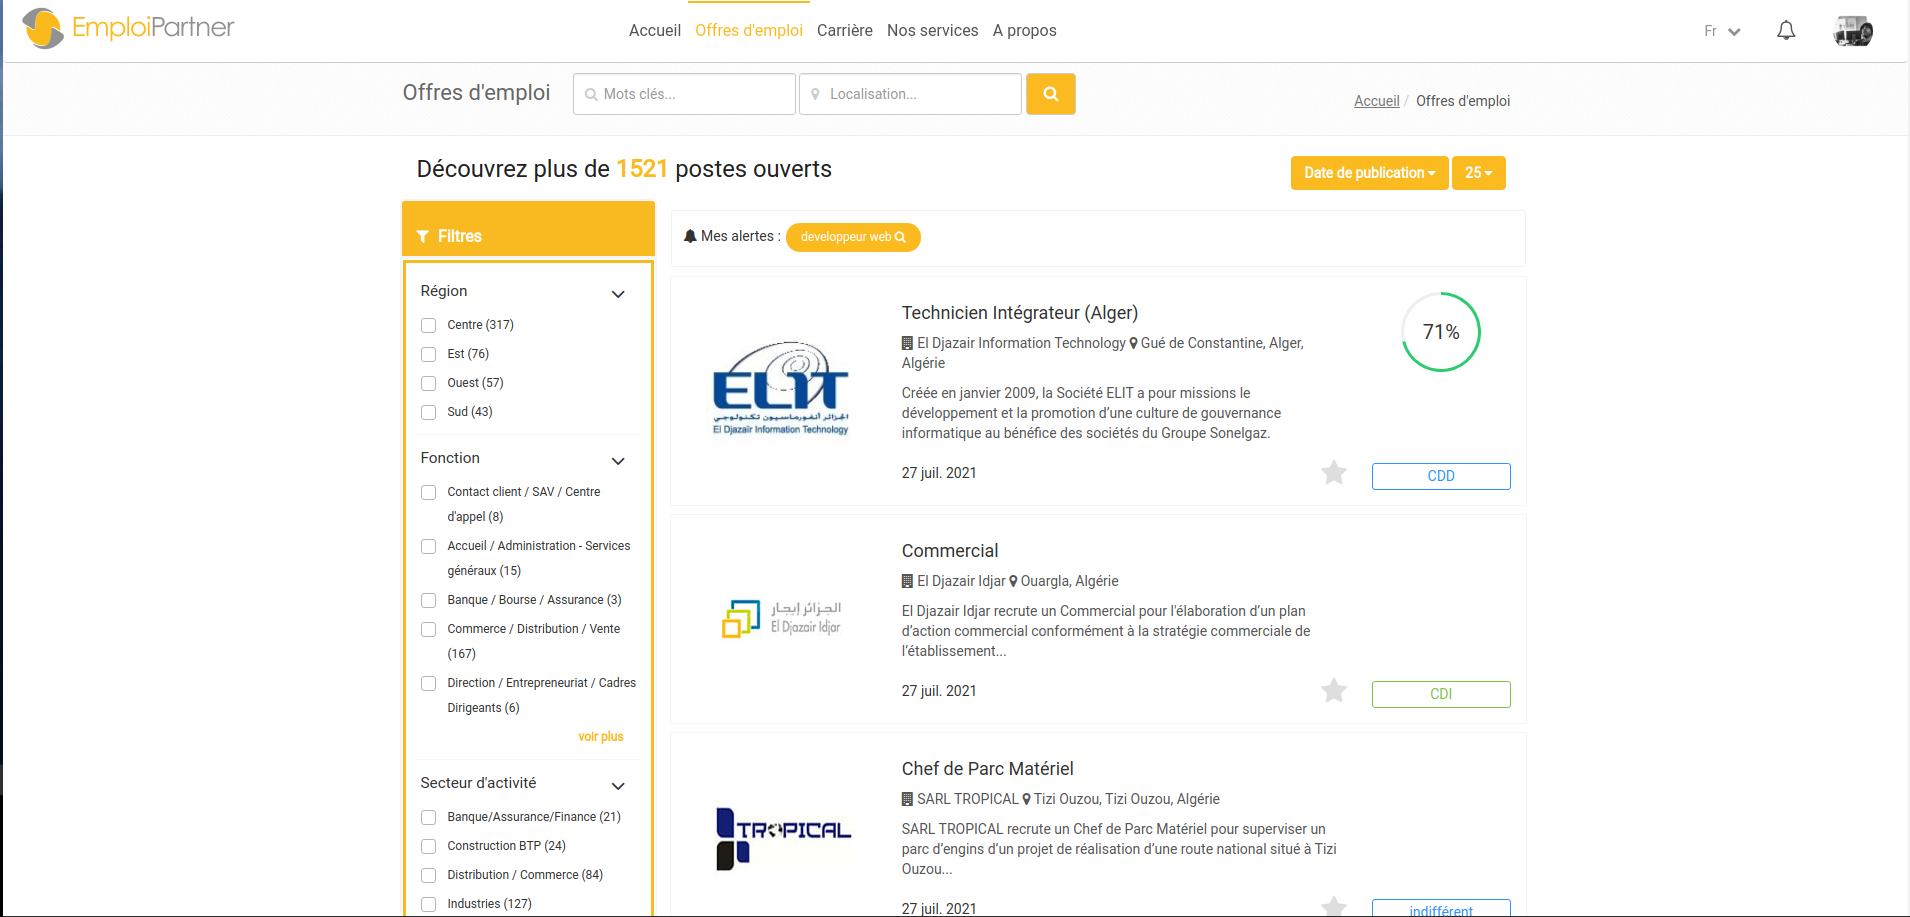 EmploiPartner
Accueil Offres d'emploi Carrière Nos services A propos
Fr
Offres d'emploi
Mots clés...
Localisation...
Accueil / Offres d'emploi
Découvrez plus de 1521 postes ouverts
Date de publication
25
Filtres
Région
Centre (317)
Est (76)
Ouest (57)
Sud (43)
Fonction
Contact client / SAV / Centre
d'appel (8)
Accueil / Administration - Services
généraux (15)
Banque / Bourse / Assurance (3)
Commerce / Distribution / Vente
(167)
Direction / Entrepreneuriat / Cadres
Dirigeants (6)
voir plus
Secteur d'activité
Banque/Assurance/Finance (21)
Construction BTP (24)
Distribution / Commerce (84)
Industries (127)
Mes alertes :
developpeur web
ELIT
الجزائر أنفورماسيون تكنولوجي
El Djazaïr Information Technology
Technicien Intégrateur (Alger)
El Djazair Information Technology Gué de Constantine, Alger,
Algérie
Créée en janvier 2009, la Société ELIT a pour missions le
développement et la promotion d’une culture de gouvernance
informatique au bénéfice des sociétés du Groupe Sonelgaz.
27 juil. 2021
71%
CDD
الجزائر إيجار
El Djazair Idjar
Commercial
El Djazair Idjar Ouargla, Algérie
El Djazair Idjar recrute un Commercial pour l'élaboration d’un plan
d’action commercial conformément à la stratégie commerciale de
l’établissement...
27 juil. 2021
CDI
TROPICAL
Chef de Parc Matériel
SARL TROPICAL Tizi Ouzou, Tizi Ouzou, Algérie
SARL TROPICAL recrute un Chef de Parc Matériel pour superviser un
parc d’engins d’un projet de réalisation d’une route national situé à Tizi
Ouzou...
27 juil. 2021
indifférent